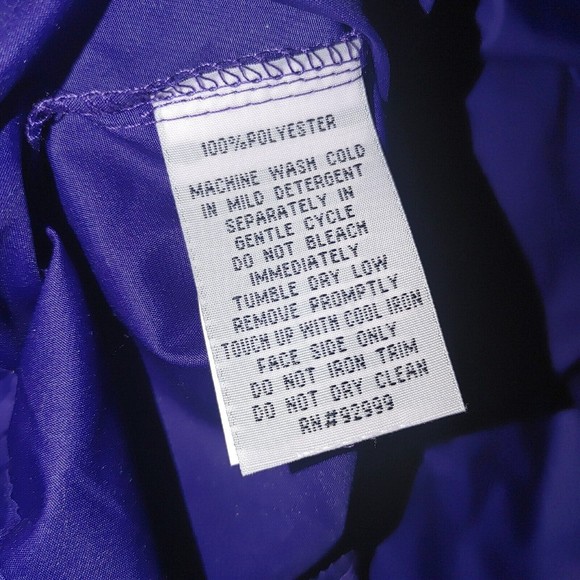 100%POLYESTER
MACHINE WASH COLD
IN MILD DETERGENT
SEPARATELY IN
GENTLE CYCLE
DO NOT BLEACH
IMMEDIATELY
TUMBLE DRY LOW
REMOVE PROMPTLY
TOUCH UP WITH COOL IRON
FACE SIDE ONLY
DO NOT IRON TRIM
DO NOT DRY CLEAN
RN#92999